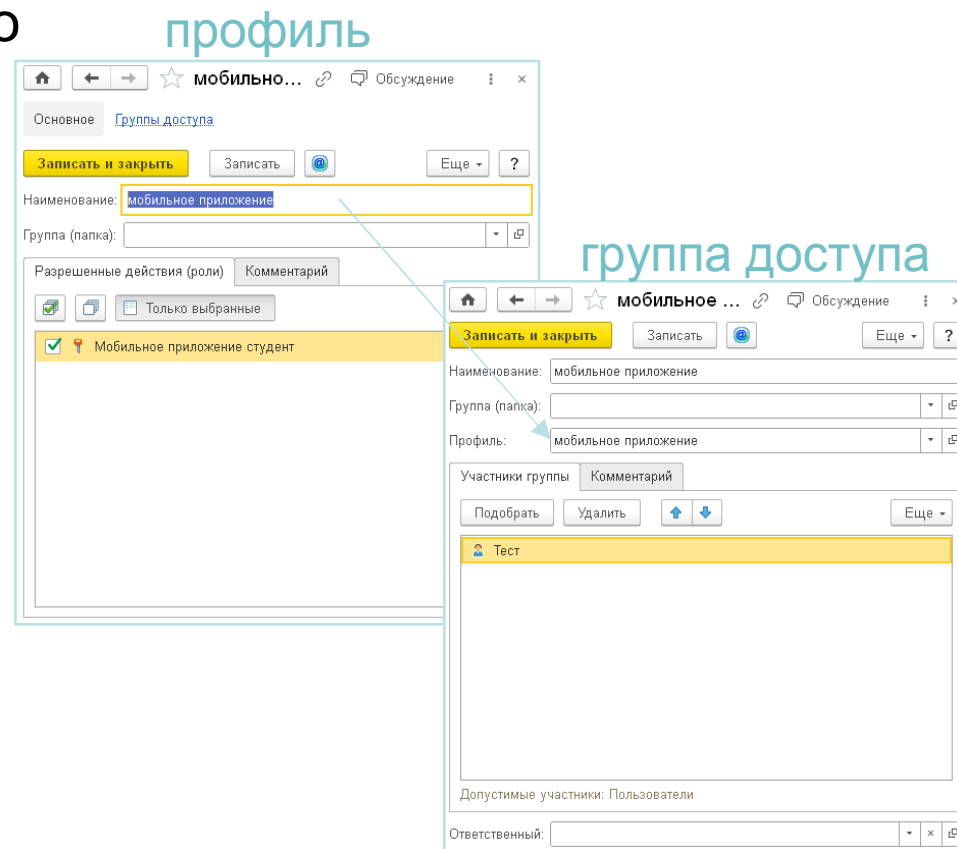 профиль
мобильно...
Обсуждение
Основное Группы доступа
Записать и закрыть Записать Еще ?
Наименование: мобильное приложение
Группа (папка):
Разрешенные действия (роли) Комментарий
Только выбранные
Мобильное приложение студент
группа доступа
мобильное ... Обсуждение
Записать и закрыть Записать Еще ?
Наименование: мобильное приложение
Группа (папка):
Профиль: мобильное приложение
Участники группы Комментарий
Подобрать Удалить Еще
Тест
Допустимые участники: Пользователи
Ответственный: